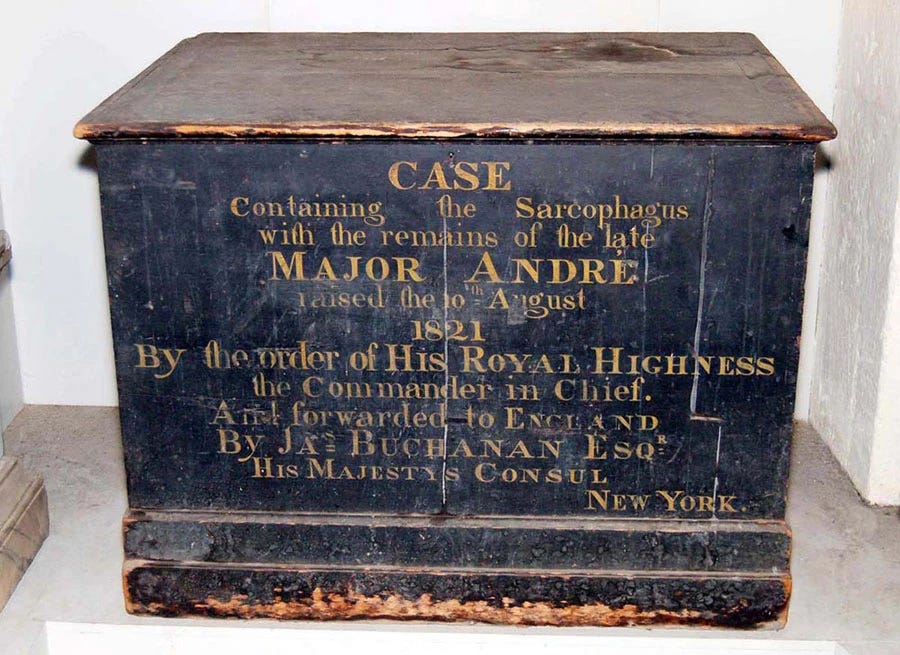 CASE
Containing the Sarcophagus
with the remains of the late
MAJOR ANDRÈ
raised the 10th August
1821
By the order of HIS ROYAL HIGHNESS
the Commander in Chief.
And forwarded to ENGLAND
By JAS BUCHANAN ESQR
HIS MAJESTYS CONSUL
NEW YORK.